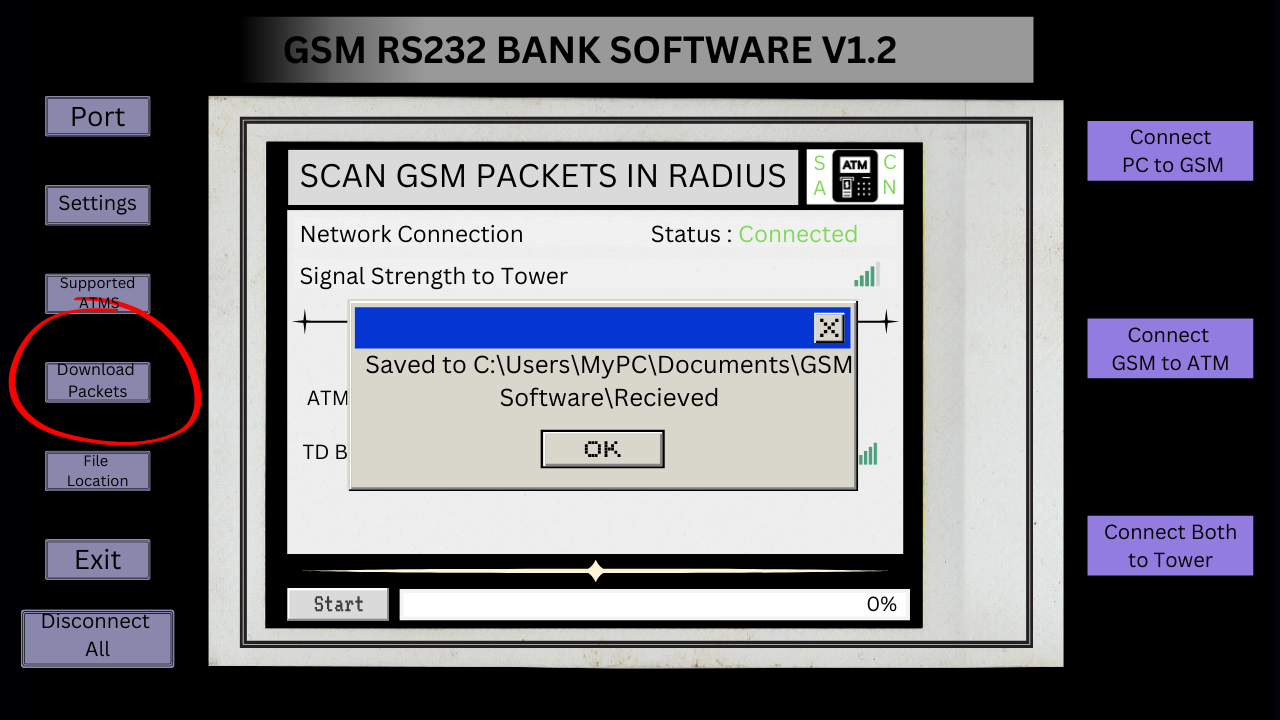 GSM RS232 BANK SOFTWARE V1.2
Port
Settings
Supported
ATMS
Download
Packets
File
Location
Exit
Disconnect
All
SCAN GSM PACKETS IN RADIUS
S
A
ATM
C
N
Network Connection
Status : Connected
Signal Strength to Tower
Saved to C:\Users\MyPC\Documents\GSM
Software\Recieved
OK
ATM
TD B
Start
0%
Connect
PC to GSM
Connect
GSM to ATM
Connect Both
to Tower